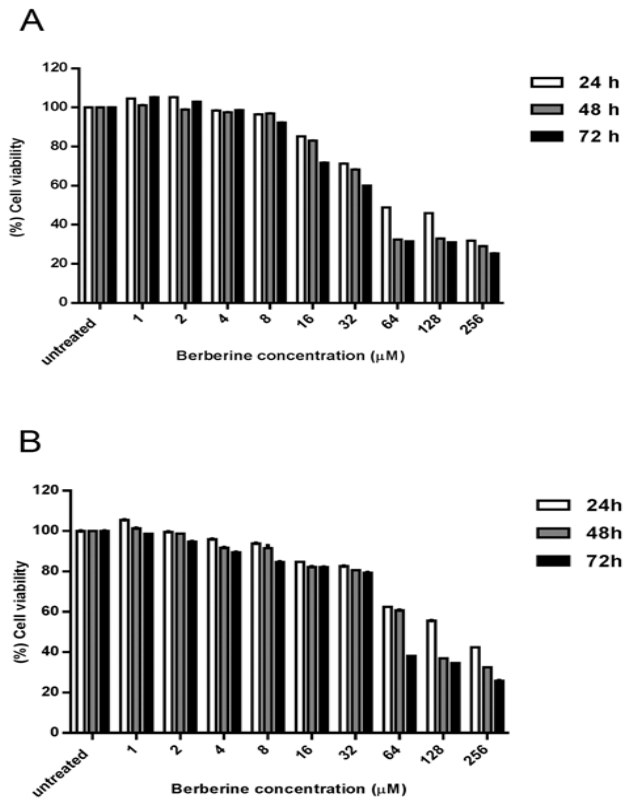 A
120
100
80
60
40
20
0
(%) Cell viability
24 h
48 h
72 h
untreated 1 2 4 8 16 32 64 128 256
Berberine concentration (μM)
B
120
100
80
60
40
20
0
(%) Cell viability
24h
48h
72h
untreated 1 2 4 8 16 32 64 128 256
Berberine concentration (μM)